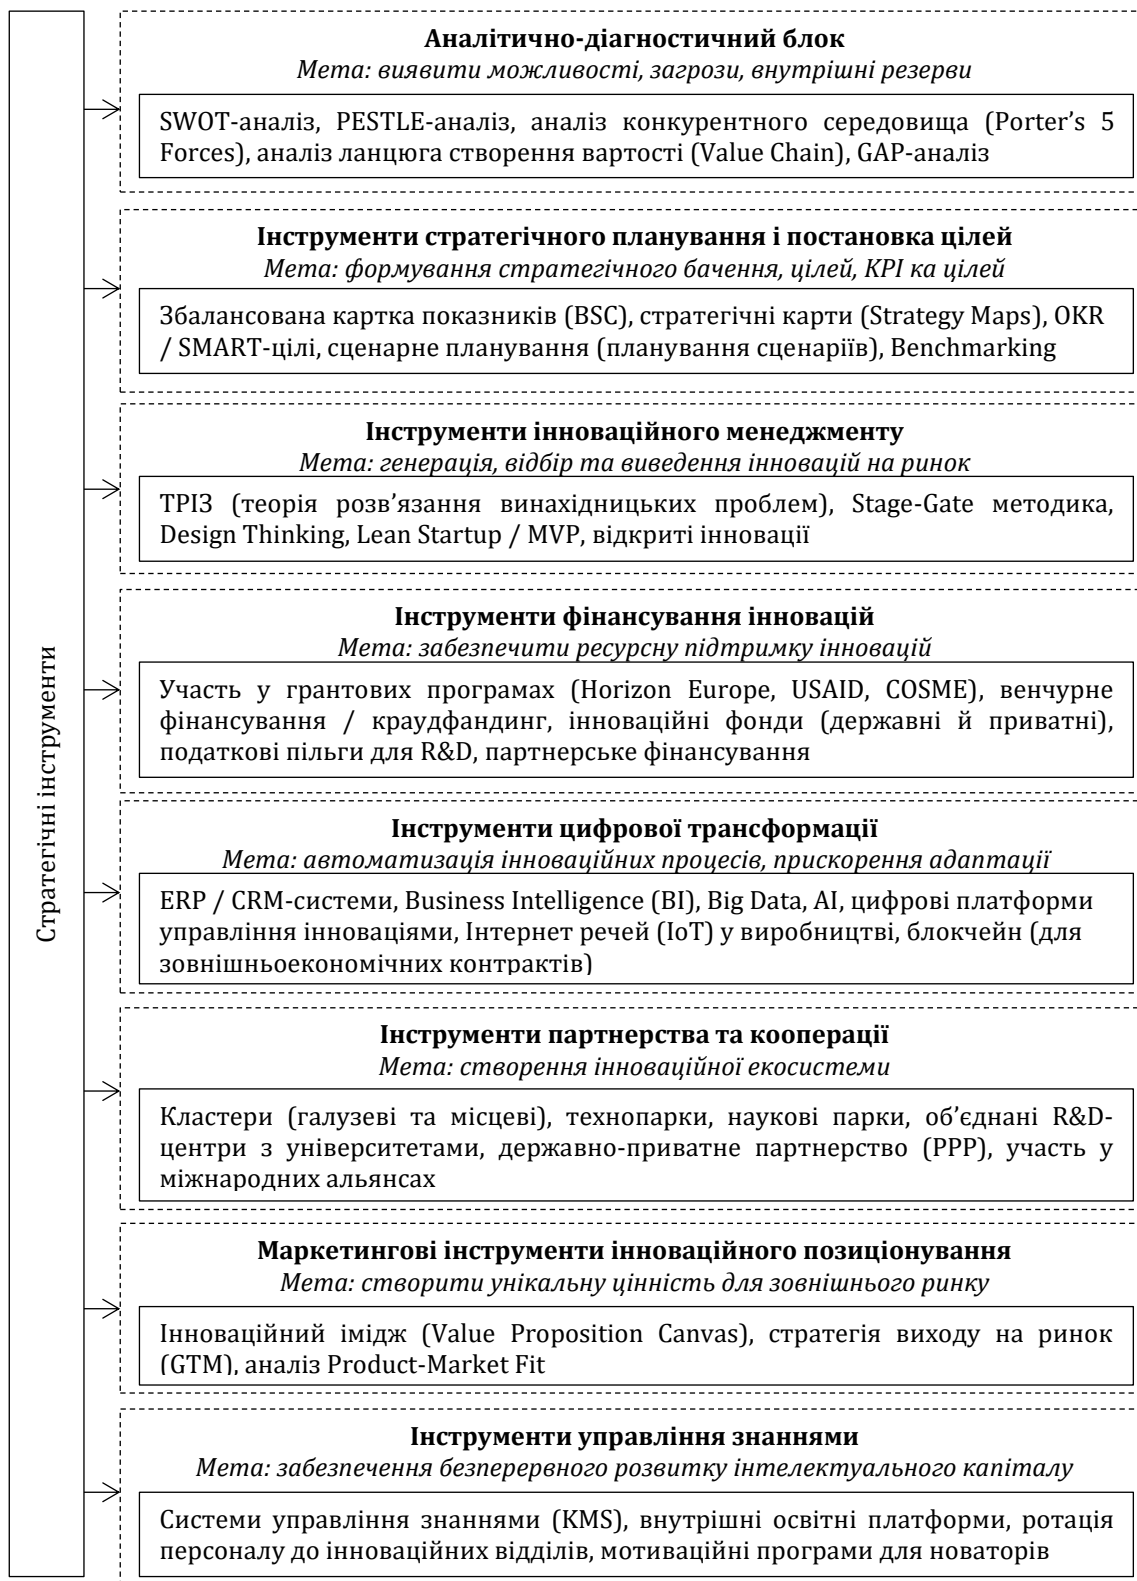 Стратегічні інструменти
Аналітично-діагностичний блок
Мета: виявити можливості, загрози, внутрішні резерви
SWOT-аналіз, PESTLE-аналіз, аналіз конкурентного середовища (Porter's 5
Forces), аналіз ланцюга створення вартості (Value Chain), GAP-аналіз
Інструменти стратегічного планування і постановка цілей
Мета: формування стратегічного бачення, цілей, KPI ка цілей
Збалансована картка показників (BSC), стратегічні карти (Strategy Maps), OKR
/ SMART-цілі, сценарне планування (планування сценаріїв), Benchmarking
Інструменти інноваційного менеджменту
Мета: генерація, відбір та виведення інновацій на ринок
ТРІЗ (теорія розв'язання винахідницьких проблем), Stage-Gate методика,
Design Thinking, Lean Startup / MVP, відкриті інновації
Інструменти фінансування інновацій
Мета: забезпечити ресурсну підтримку інновацій
Участь у грантових програмах (Horizon Europe, USAID, COSME), венчурне
фінансування / краудфандинг, інноваційні фонди (державні й приватні),
податкові пільги для R&D, партнерське фінансування
Інструменти цифрової трансформації
Мета: автоматизація інноваційних процесів, прискорення адаптації
ERP / CRM-системи, Business Intelligence (BI), Big Data, AI, цифрові платформи
управління інноваціями, Інтернет речей (IoT) у виробництві, блокчейн (для
зовнішньоекономічних контрактів)
Інструменти партнерства та кооперації
Мета: створення інноваційної екосистеми
Кластери (галузеві та місцеві), технопарки, наукові парки, об'єднані R&D-
центри з університетами, державно-приватне партнерство (PPP), участь у
міжнародних альянсах
Маркетингові інструменти інноваційного позиціонування
Мета: створити унікальну цінність для зовнішнього ринку
Інноваційний імідж (Value Proposition Canvas), стратегія виходу на ринок
(GTM), аналіз Product-Market Fit
Інструменти управління знаннями
Мета: забезпечення безперервного розвитку інтелектуального капіталу
Системи управління знаннями (KMS), внутрішні освітні платформи, ротація
персоналу до інноваційних відділів, мотиваційні програми для новаторів